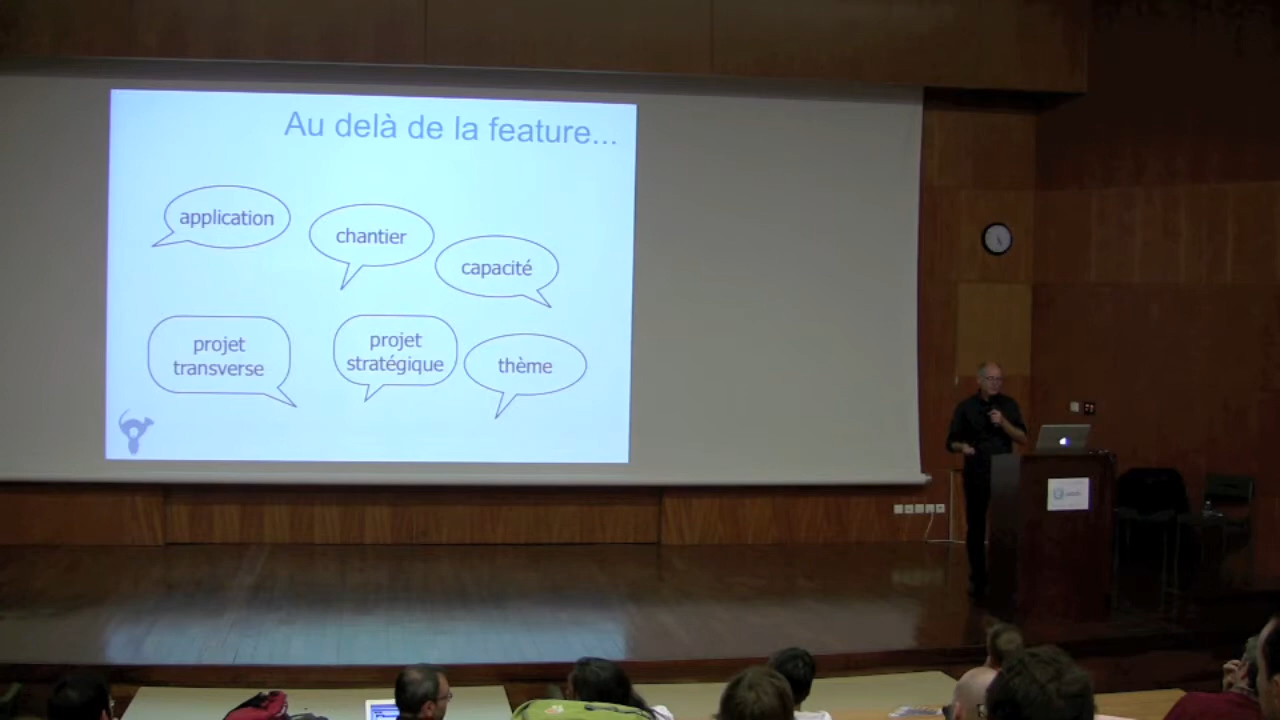 Au delà de la feature...
application
chantier
capacité
projet
transverse
projet
stratégique
thème